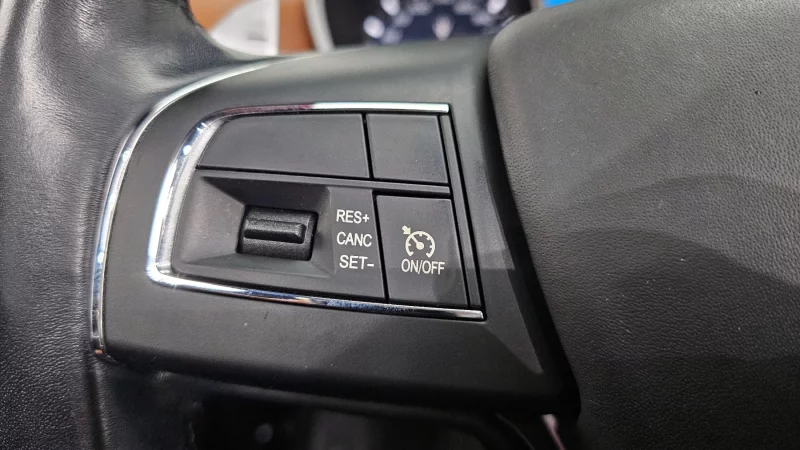 RES+
CANC
SET-
ON/OFF